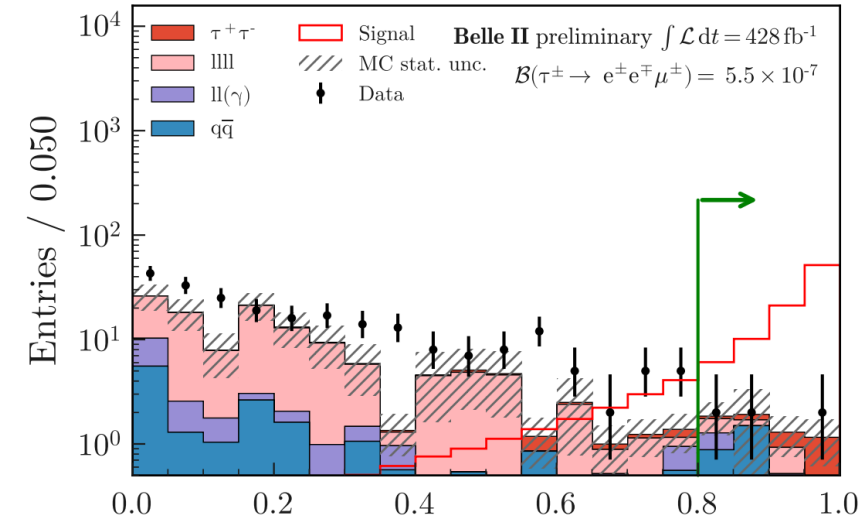 10⁴
10³
10²
10¹
10⁰
Entries / 0.050
τ⁺τ⁻
llll
ll(γ)
qq̅
Signal
MC stat. unc.
Data
Belle II preliminary ∫ℒdt = 428 fb⁻¹
ℬ(τ± → e±e∓μ±) = 5.5 × 10⁻⁷
0.0 0.2 0.4 0.6 0.8 1.0